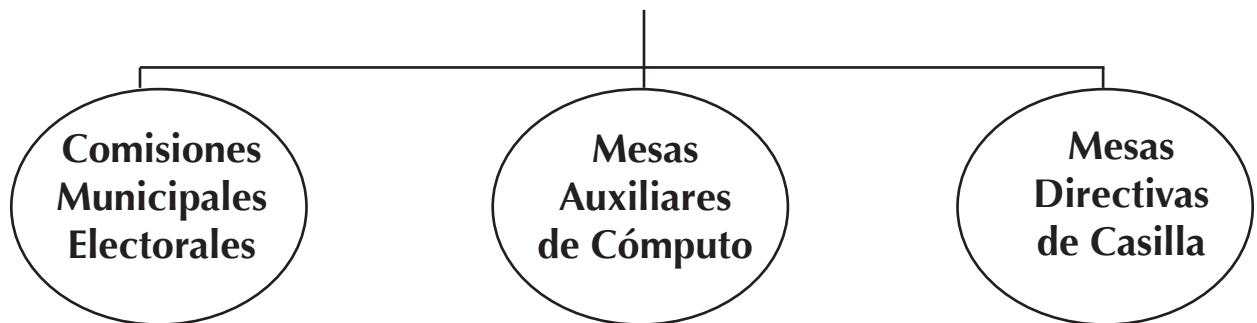 Comisiones
Municipales
Electorales
Mesas
Auxiliares
de Cómputo
Mesas
Directivas
de Casilla